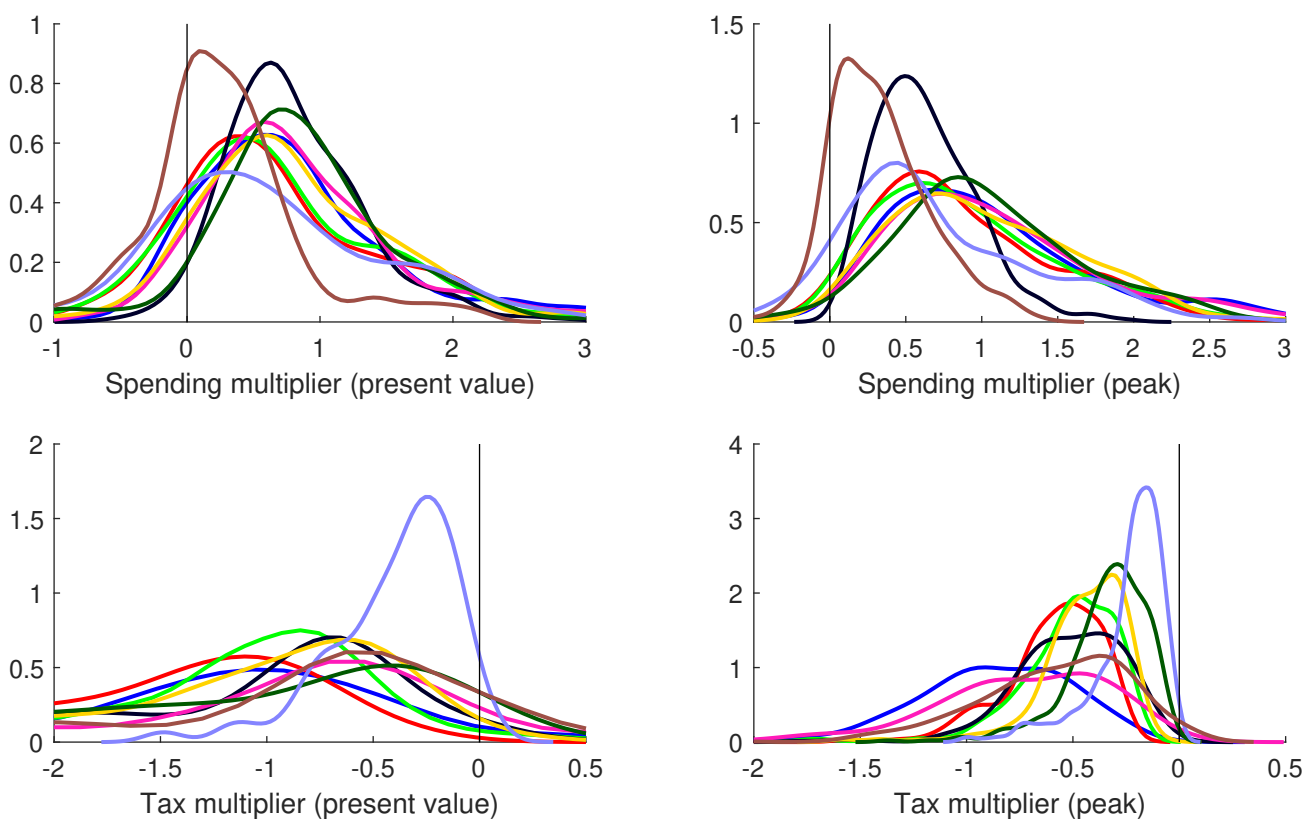 1
0.8
0.6
0.4
0.2
0
-1 0 1 2 3
Spending multiplier (present value)
1.5
1
0.5
0
-0.5 0 0.5 1 1.5 2 2.5 3
Spending multiplier (peak)
2
1.5
1
0.5
0
-2 -1.5 -1 -0.5 0 0.5
Tax multiplier (present value)
4
3
2
1
0
-2 -1.5 -1 -0.5 0 0.5
Tax multiplier (peak)